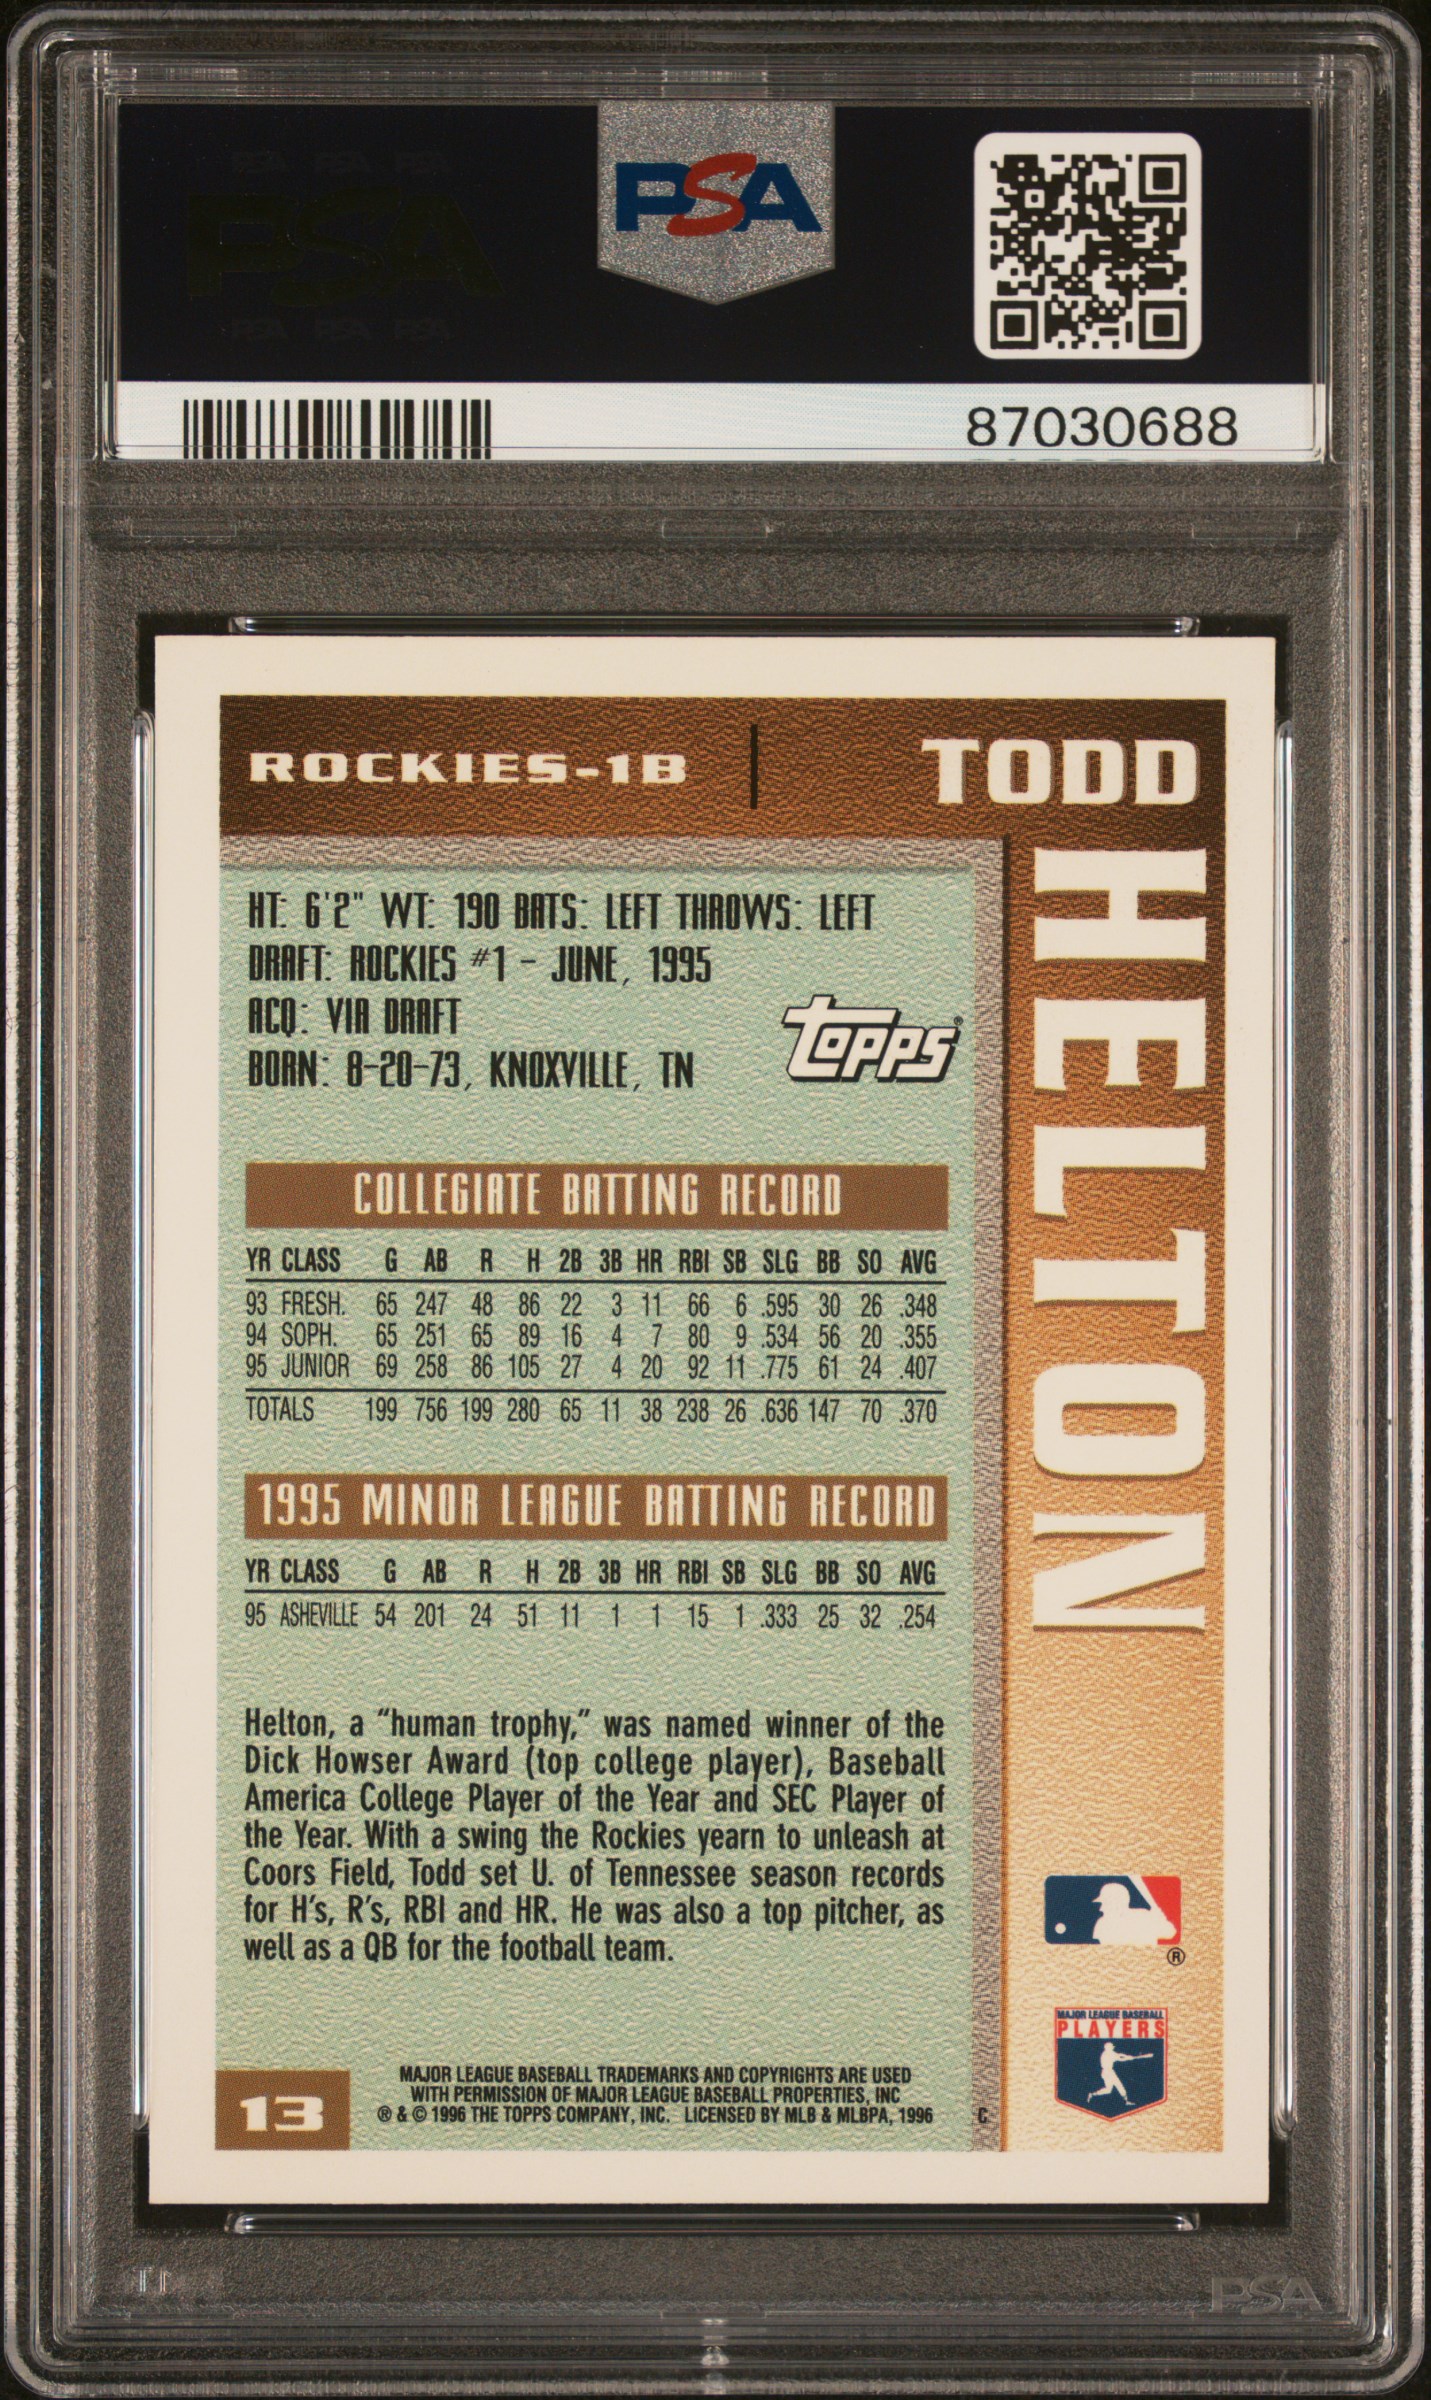 PSA PSA PSA
PSA
PSA PSA PSA
PSA
87030688
ROCKIES-1B
TODD
HELTON
HT: 6'2" WT: 190 BATS: LEFT THROWS: LEFT
DRAFT: ROCKIES #1 - JUNE, 1995
ACQ: VIA DRAFT
BORN: 8-20-73, KNOXVILLE, TN
Topps®
COLLEGIATE BATTING RECORD
YR CLASS G AB R H 2B 3B HR RBI SB SLG BB SO AVG
93 FRESH. 65 247 48 86 22 3 11 66 6 .595 30 26 .348
94 SOPH. 65 251 65 89 16 4 7 80 9 .534 56 20 .355
95 JUNIOR 69 258 86 105 27 4 20 92 11 .775 61 24 .407
TOTALS 199 756 199 280 65 11 38 238 26 .636 147 70 .370
1995 MINOR LEAGUE BATTING RECORD
YR CLASS G AB R H 2B 3B HR RBI SB SLG BB SO AVG
95 ASHEVILLE 54 201 24 51 11 1 1 15 1 .333 25 32 .254
Helton, a “human trophy,” was named winner of the
Dick Howser Award (top college player), Baseball
America College Player of the Year and SEC Player of
the Year. With a swing the Rockies yearn to unleash at
Coors Field, Todd set U. of Tennessee season records
for H's, R's, RBI and HR. He was also a top pitcher, as
well as a QB for the football team.
®
MAJOR LEAGUE BASEBALL
PLAYERS
13
MAJOR LEAGUE BASEBALL TRADEMARKS AND COPYRIGHTS ARE USED
WITH PERMISSION OF MAJOR LEAGUE BASEBALL PROPERTIES, INC
® & © 1996 THE TOPPS COMPANY, INC. LICENSED BY MLB & MLBPA, 1996
C
PSA